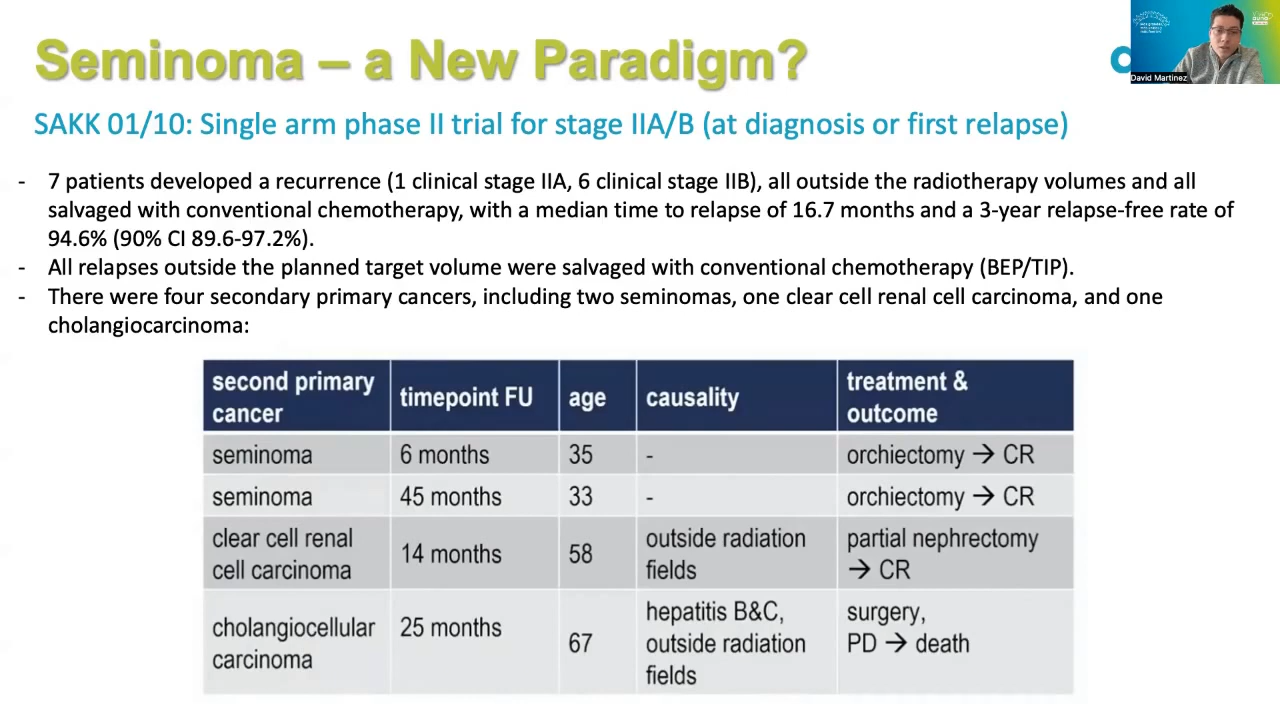 Seminoma – a New Paradigm?
David Martinez
SAKK 01/10: Single arm phase II trial for stage IIA/B (at diagnosis or first relapse)
- 7 patients developed a recurrence (1 clinical stage IIA, 6 clinical stage IIB), all outside the radiotherapy volumes and all
salvaged with conventional chemotherapy, with a median time to relapse of 16.7 months and a 3-year relapse-free rate of
94.6% (90% CI 89.6-97.2%).
- All relapses outside the planned target volume were salvaged with conventional chemotherapy (BEP/TIP).
- There were four secondary primary cancers, including two seminomas, one clear cell renal cell carcinoma, and one
cholangiocarcinoma:
second primary
cancer
timepoint FU
age
causality
treatment &
outcome
seminoma
6 months
35
-
orchiectomy → CR
seminoma
45 months
33
-
orchiectomy → CR
clear cell renal
cell carcinoma
14 months
58
outside radiation
fields
partial nephrectomy
→ CR
cholangiocellular
carcinoma
25 months
67
hepatitis B&C,
outside radiation
fields
surgery,
PD → death